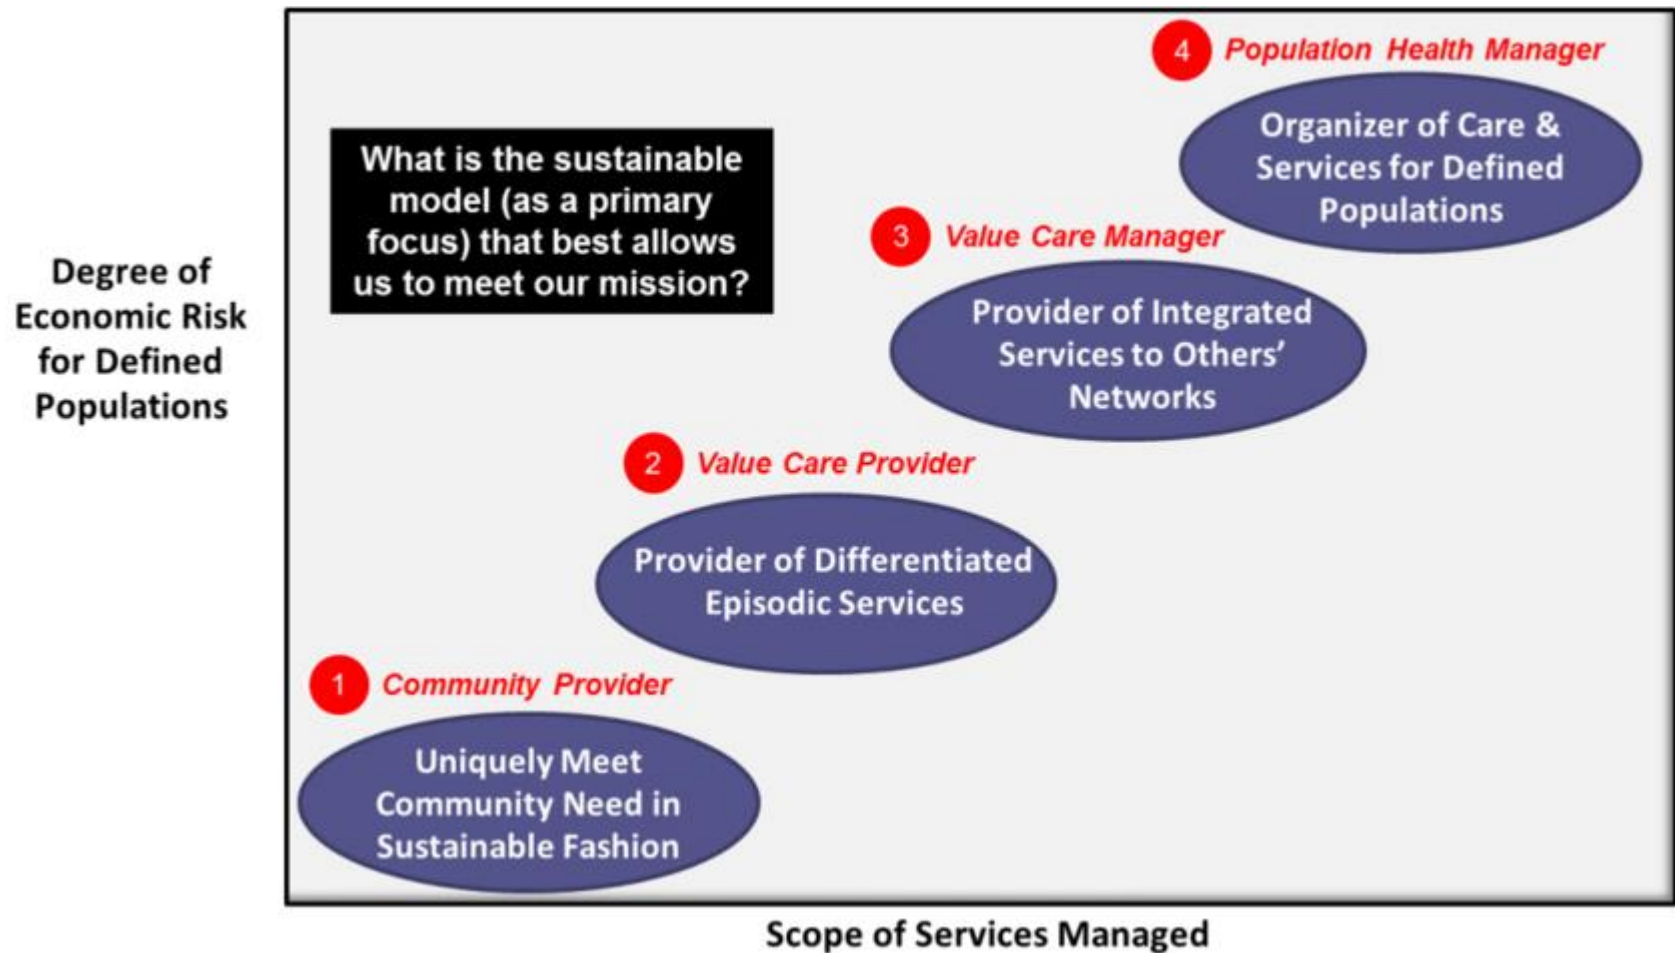 4 Population Health Manager
Organizer of Care &
Services for Defined
Populations
What is the sustainable
model (as a primary
focus) that best allows
us to meet our mission?
3 Value Care Manager
Provider of Integrated
Services to Others’
Networks
Degree of
Economic Risk
for Defined
Populations
2 Value Care Provider
Provider of Differentiated
Episodic Services
1 Community Provider
Uniquely Meet
Community Need in
Sustainable Fashion
Scope of Services Managed